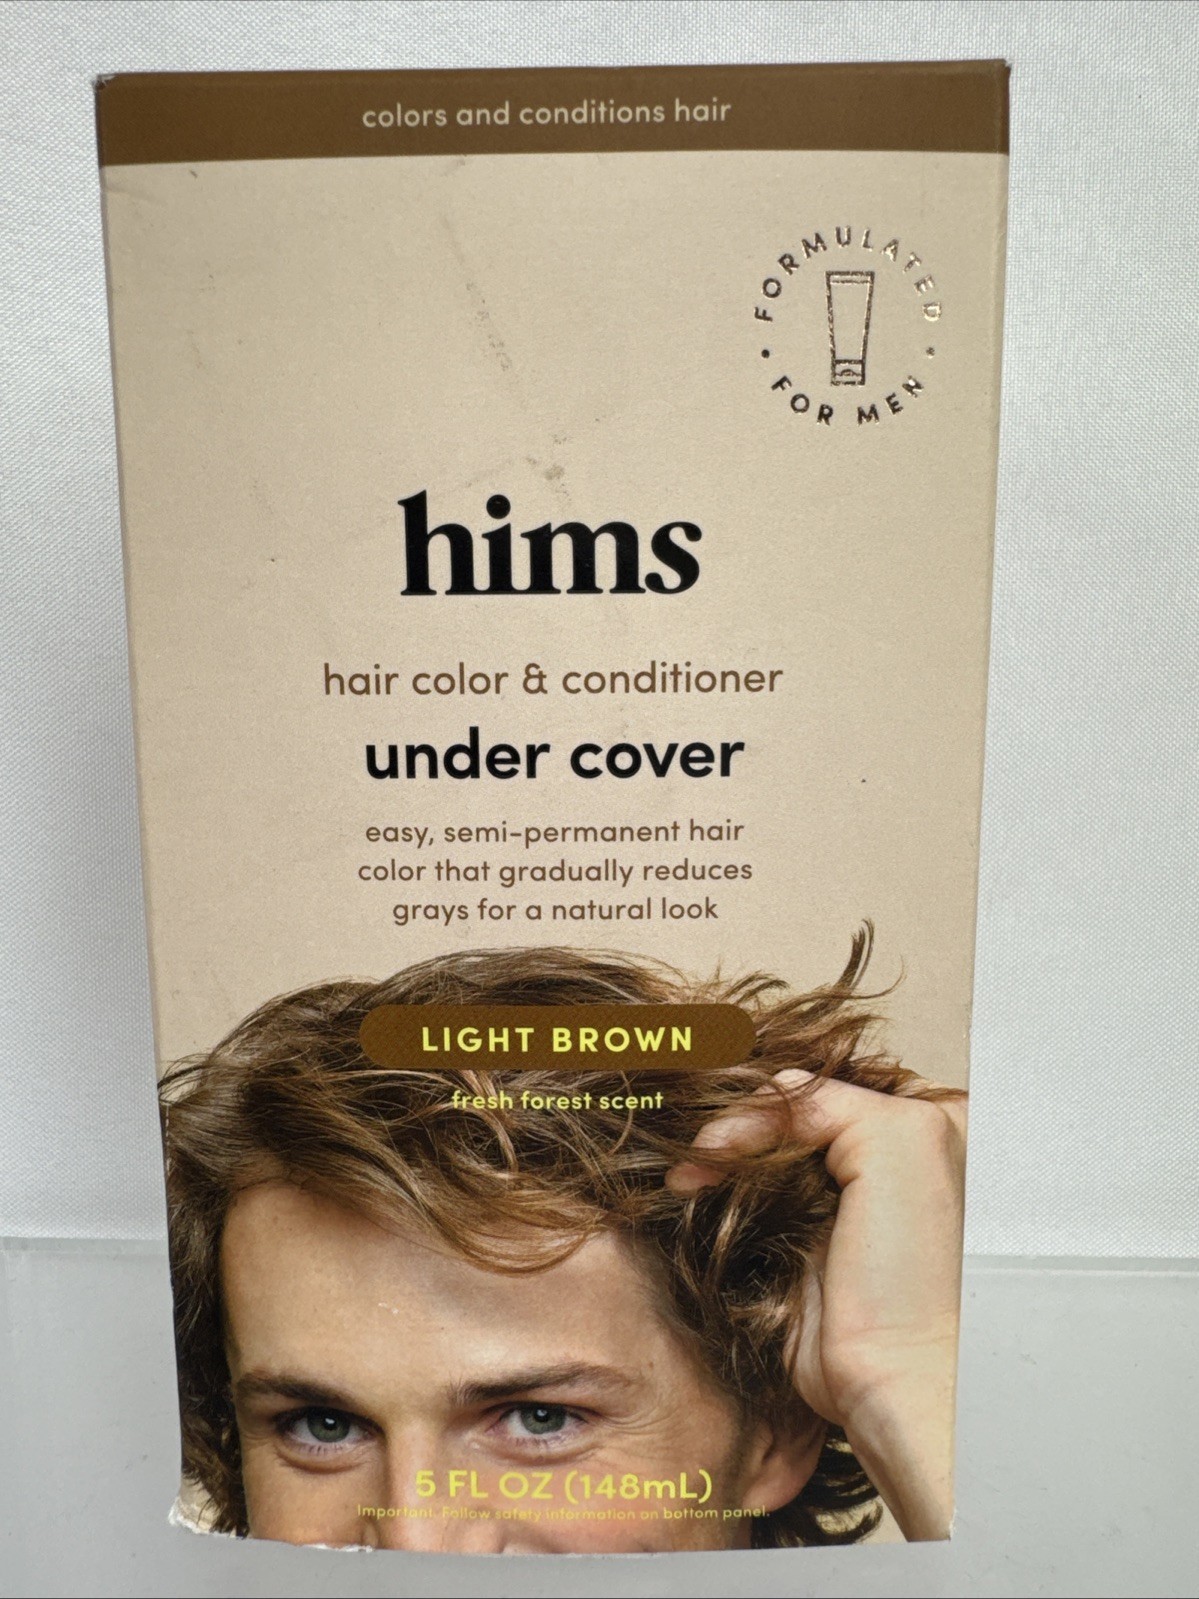 colors and conditions hair
FORMULATED
FOR MEN
hims
hair color & conditioner
under cover
easy, semi-permanent hair
color that gradually reduces
grays for a natural look
LIGHT BROWN
fresh forest scent
5 FL OZ (148mL)
Important. Follow safety information on bottom panel.